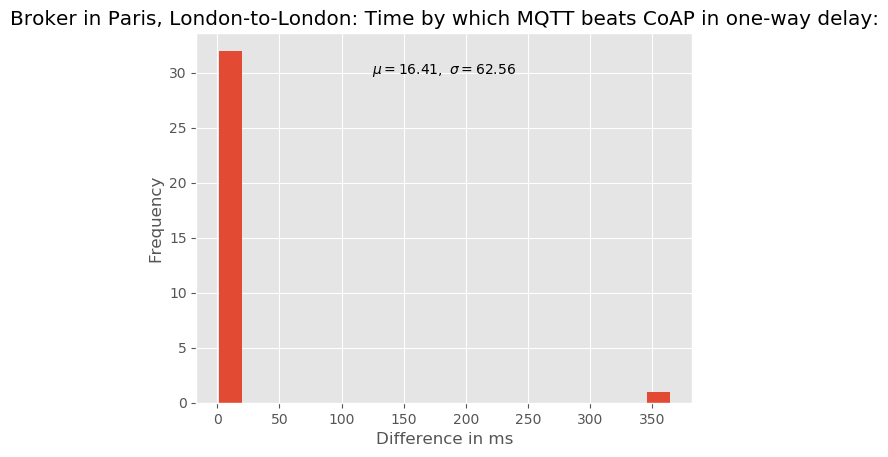 Broker in Paris, London-to-London: Time by which MQTT beats CoAP in one-way delay:
μ = 16.41, σ = 62.56
30
25
20
15
10
5
0
Frequency
0 50 100 150 200 250 300 350
Difference in ms